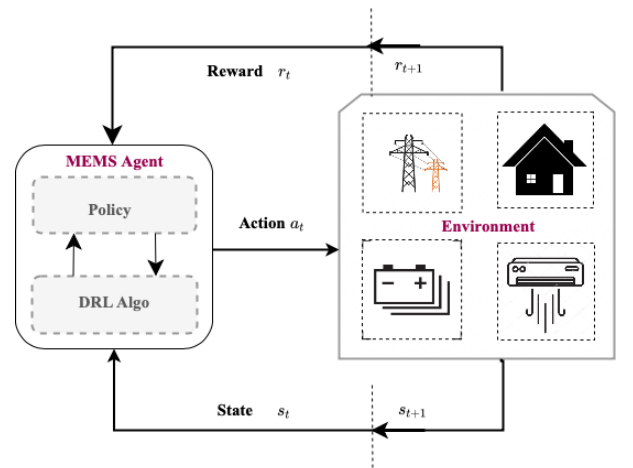 Reward r_t
r_{t+1}
MEMS Agent
Policy
Action a_t
Environment
DRL Algo
State s_t
s_{t+1}